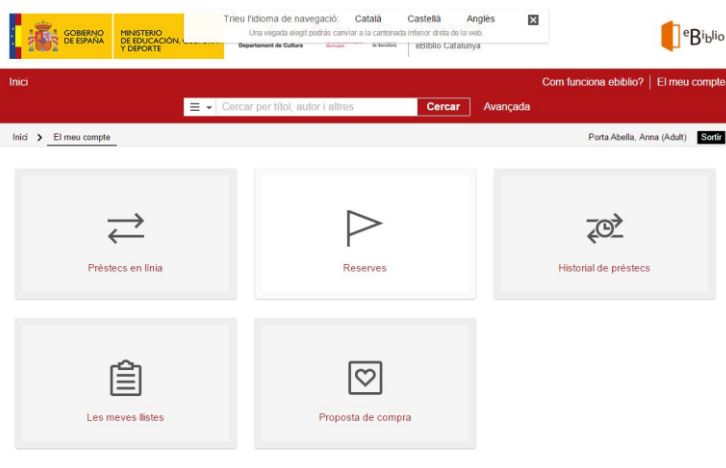 GOBIERNO
DE ESPAÑA
MINISTERIO
DE EDUCACIÓN,
Y DEPORTE
Trieu l'idioma de navegació: Català Castellà Anglès
Una vegada elegit podràs canviar a la cantonada inferior dreta de la web.
Departament de Cultura
eBiblio Catalunya
eBiblio
Inici
Com funciona ebiblio? El meu compte
Cercar per títol, autor i altres
Cercar
Avançada
Inici > El meu compte
Porta Abella, Anna (Adult) Sortir
Préstecs en línia
Reserves
Historial de préstecs
Les meves llistes
Proposta de compra